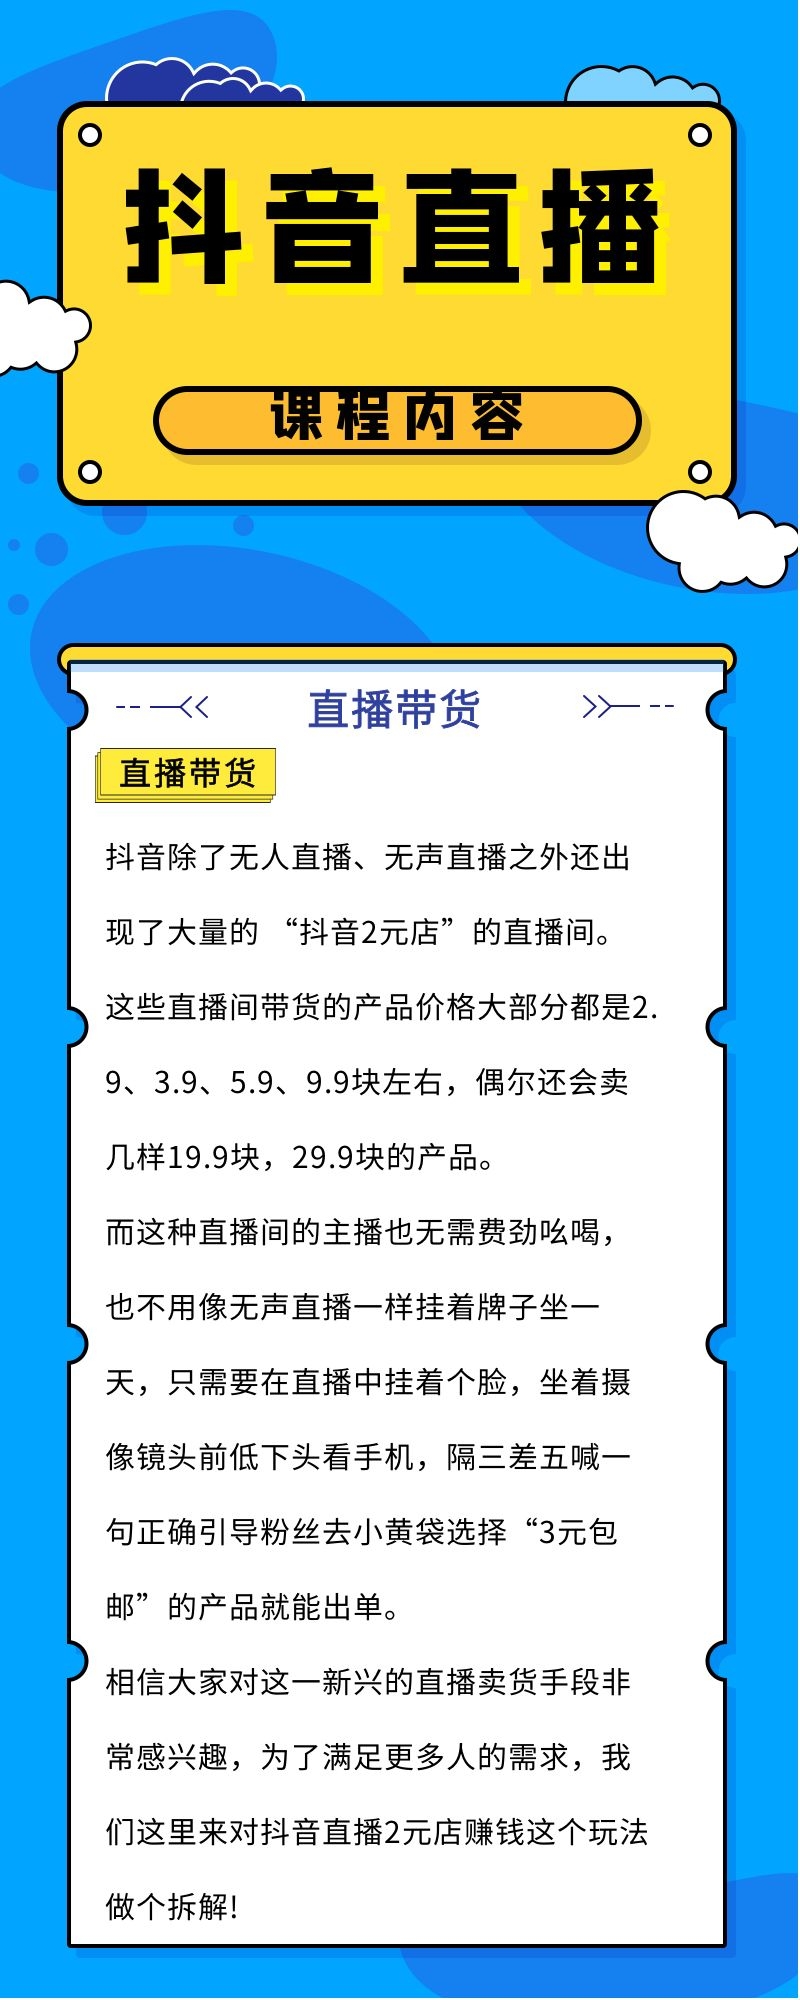 抖音直播
课程内容
直播带货
直播带货
抖音除了无人直播、无声直播之外还出
现了大量的 “抖音2元店”的直播间。
这些直播间带货的产品价格大部分都是2.
9、3.9、5.9、9.9块左右，偶尔还会卖
几样19.9块，29.9块的产品。
而这种直播间的主播也无需费劲吆喝，
也不用像无声直播一样挂着牌子坐一
天，只需要在直播中挂着个脸，坐着摄
像镜头前低下头看手机，隔三差五喊一
句正确引导粉丝去小黄袋选择“3元包
邮”的产品就能出单。
相信大家对这一新兴的直播卖货手段非
常感兴趣，为了满足更多人的需求，我
们这里来对抖音直播2元店赚钱这个玩法
做个拆解!